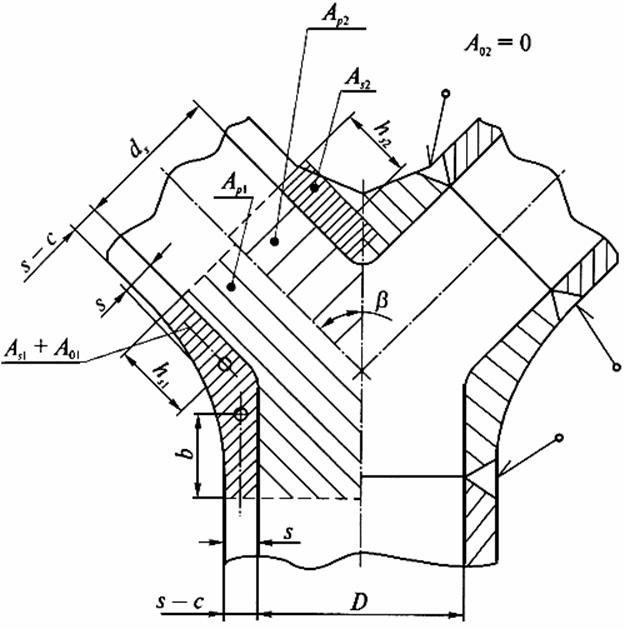 A_{p2}
A_{02} = 0
A_{s2}
h_{s2}
d_s
A_{p1}
s – c
s
β
A_{s1} + A_{01}
h_{s1}
b
s
s – c
D